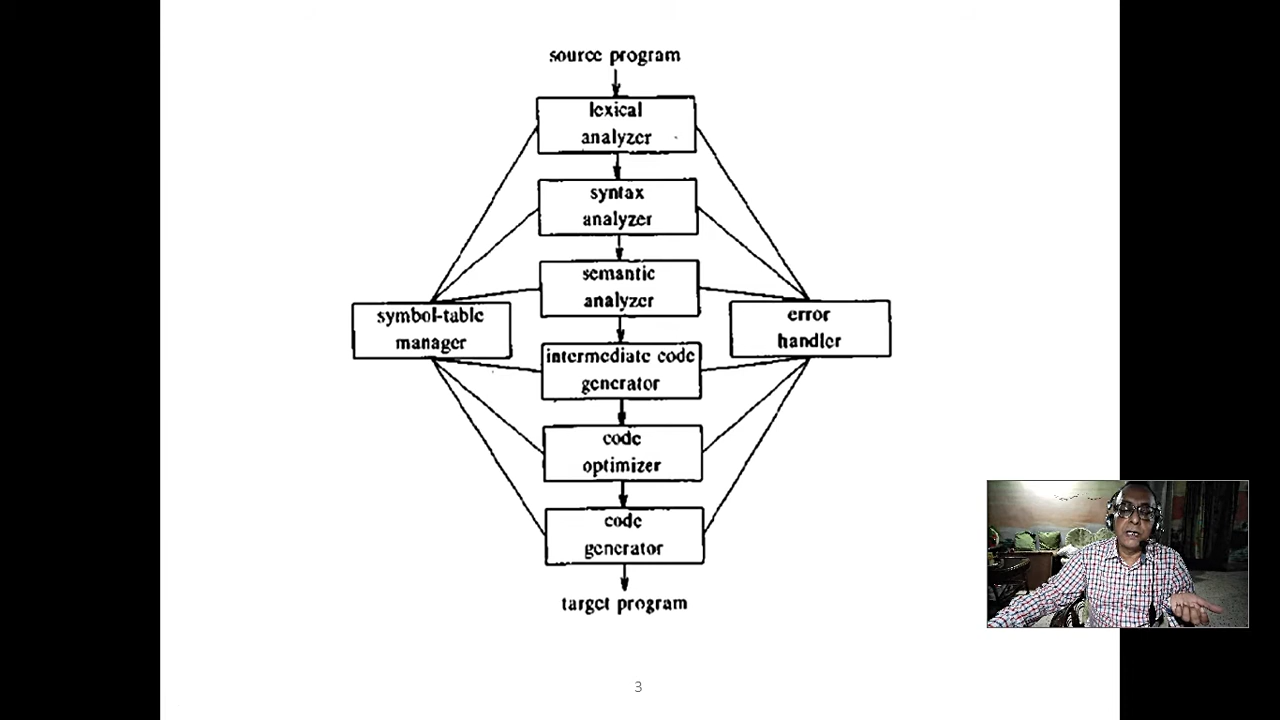 source program
lexical
analyzer
syntax
analyzer
semantic
analyzer
symbol-table
manager
error
handler
intermediate code
generator
code
optimizer
code
generator
target program
3